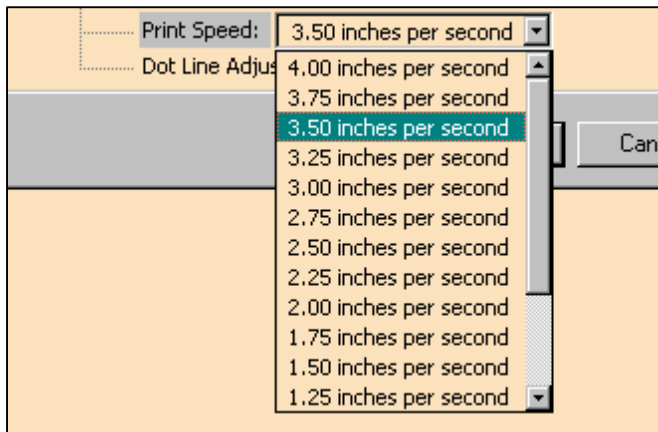 Print Speed: 3.50 inches per second
Dot Line Adjus
4.00 inches per second
3.75 inches per second
3.50 inches per second
3.25 inches per second
Can
3.00 inches per second
2.75 inches per second
2.50 inches per second
2.25 inches per second
2.00 inches per second
1.75 inches per second
1.50 inches per second
1.25 inches per second